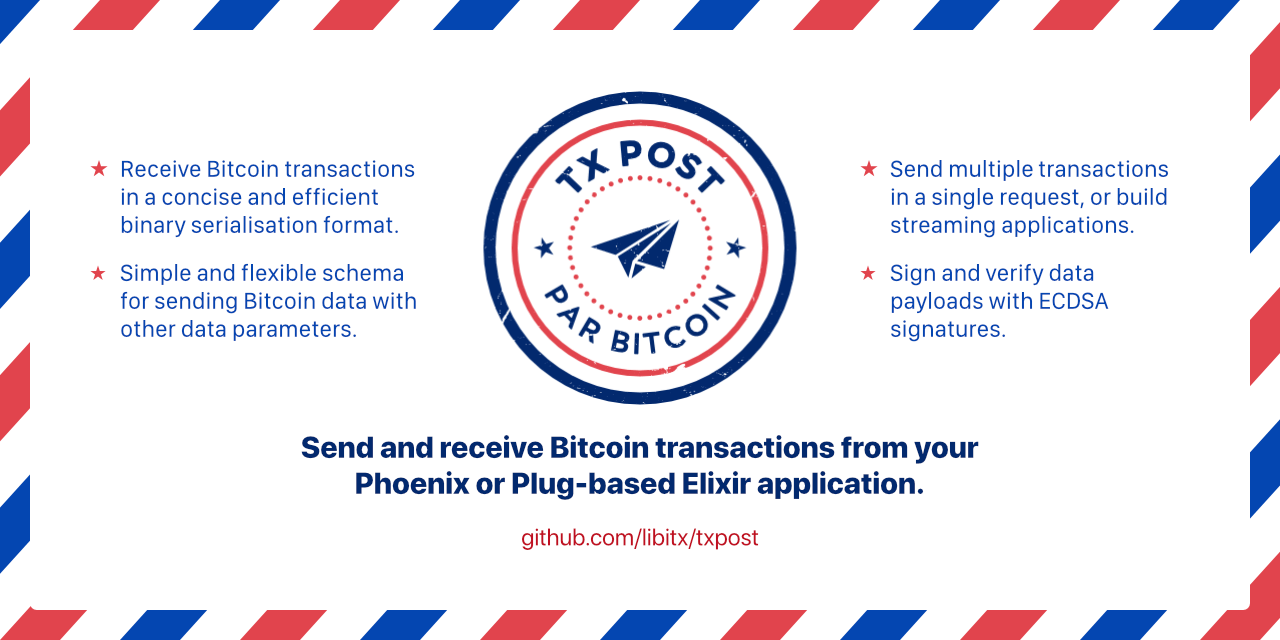 Receive Bitcoin transactions
in a concise and efficient
binary serialisation format.
Simple and flexible schema
for sending Bitcoin data with
other data parameters.
TX POST
PAR BITCOIN
Send multiple transactions
in a single request, or build
streaming applications.
Sign and verify data
payloads with ECDSA
signatures.
Send and receive Bitcoin transactions from your
Phoenix or Plug-based Elixir application.
github.com/libitx/txpost